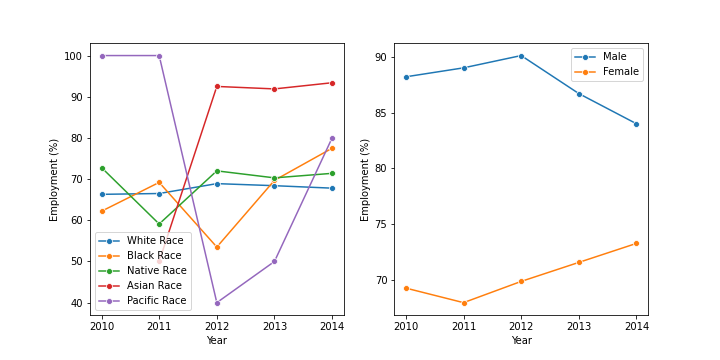 100
90
80
70
60
50
40
Employment (%)
2010 2011 2012 2013 2014
Year
White Race
Black Race
Native Race
Asian Race
Pacific Race
90
85
80
75
70
Employment (%)
2010 2011 2012 2013 2014
Year
Male
Female